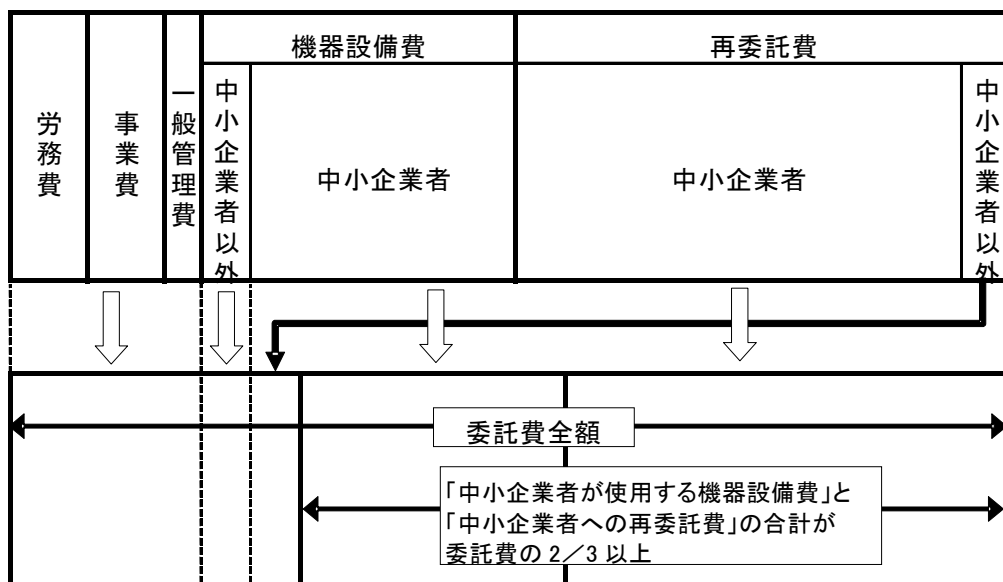 労務費
事業費
一般管理費
機器設備費
中小企業者以外
中小企業者
再委託費
中小企業者
中小企業者以外
委託費全額
「中小企業者が使用する機器設備費」と
「中小企業者への再委託費」の合計が
委託費の2／3以上